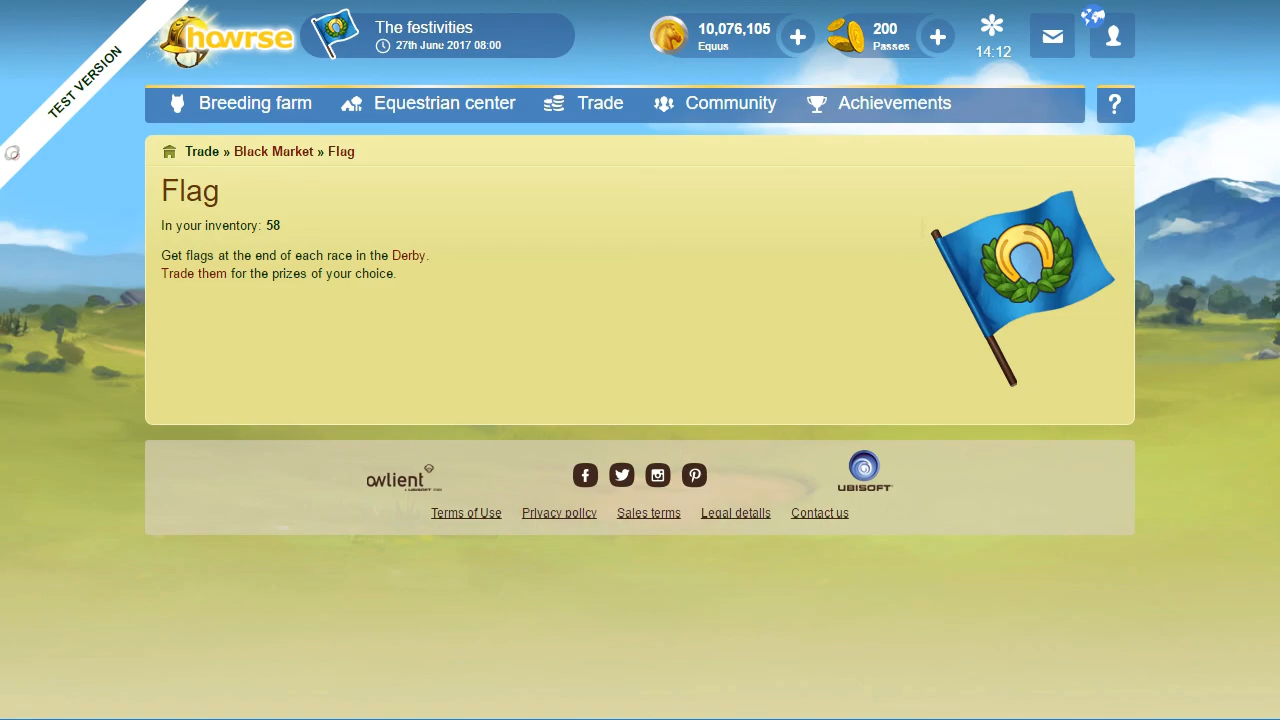 TEST VERSION
howrse
The festivities
27th June 2017 08:00
10,076,105
Equus
200
Passes
14:12
Breeding farm
Equestrian center
Trade
Community
Achievements
?
Trade » Black Market » Flag
Flag
In your inventory: 58
Get flags at the end of each race in the Derby.
Trade them for the prizes of your choice.
owlient
UBISOFT
Terms of Use
Privacy policy
Sales terms
Legal details
Contact us